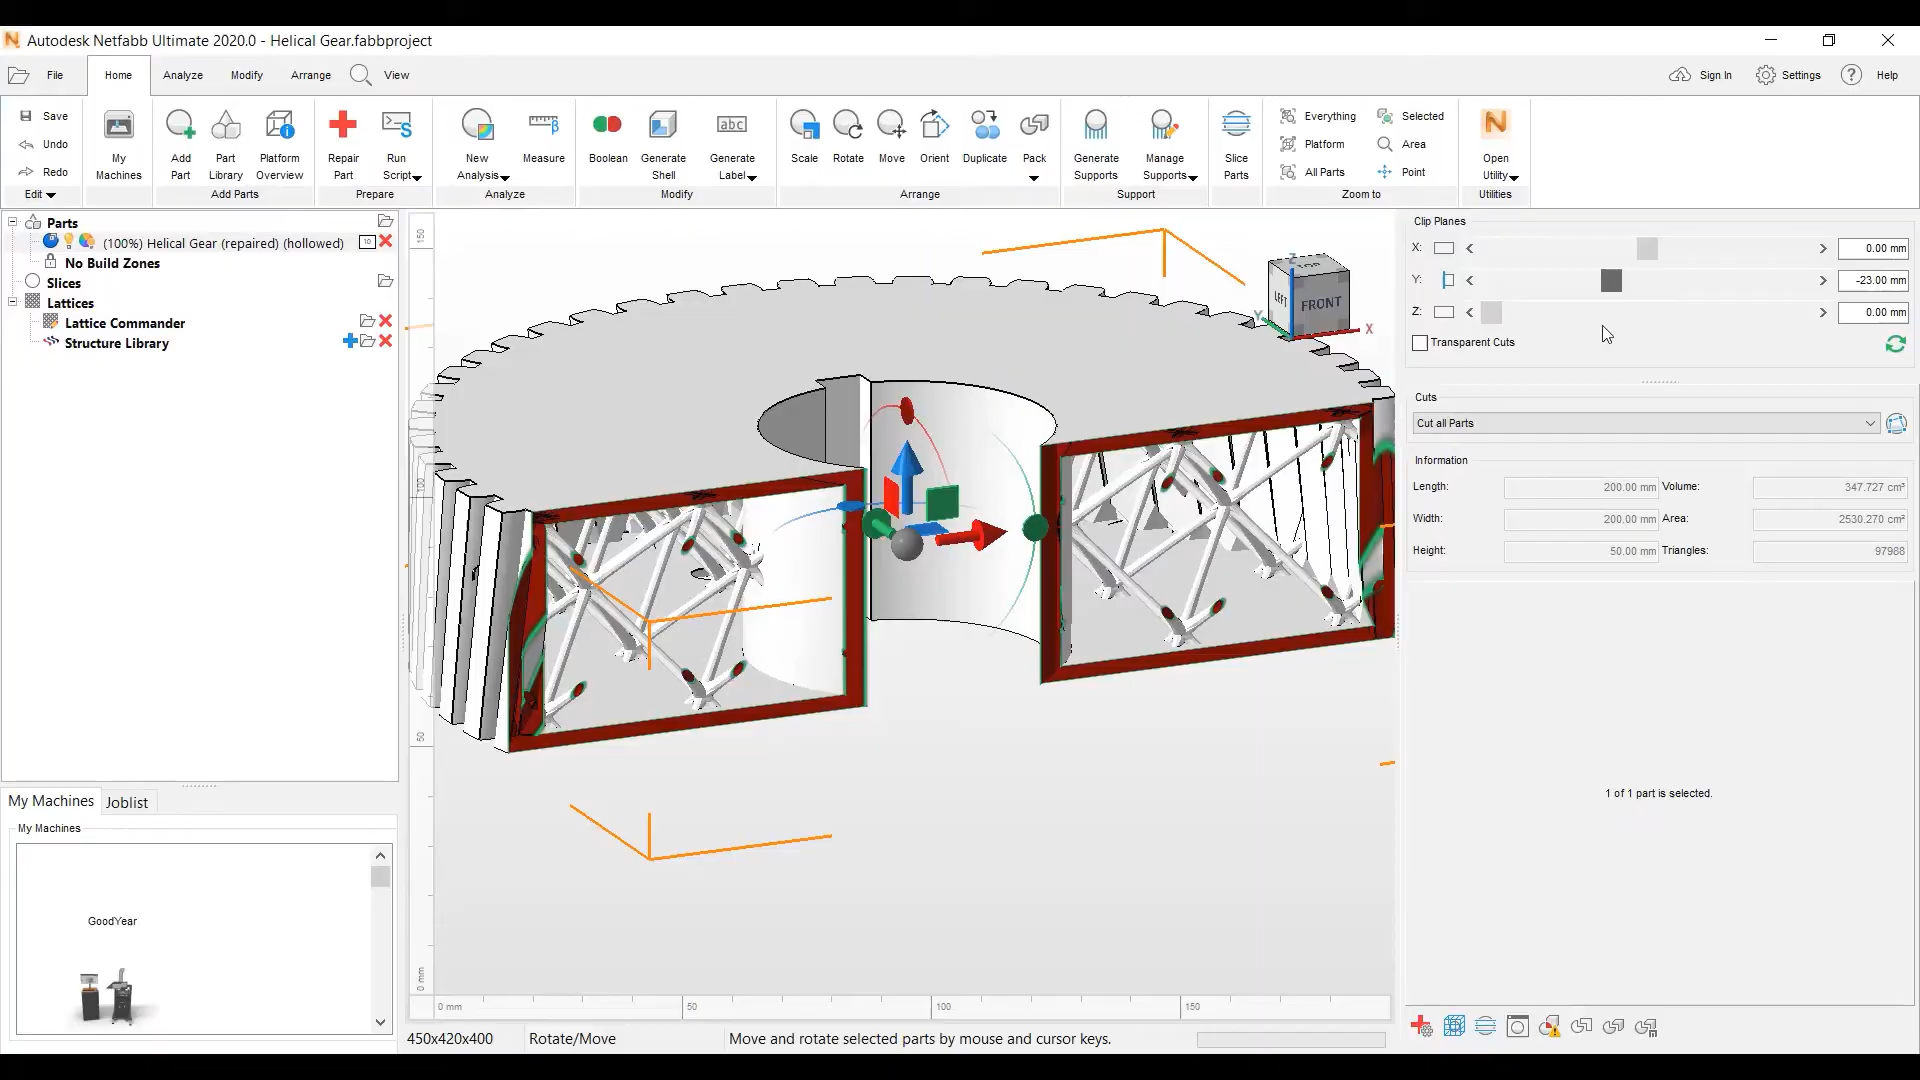 Autodesk Netfabb Ultimate 2020.0 - Helical Gear.fabbproject
File Home Analyze Modify Arrange View Sign In Settings ? Help
Save
Undo
Redo
Edit
My Machines
Add Part
Part Library
Platform Overview
Add Parts
Repair Part
Run Script
Prepare
New Analysis
Measure
Analyze
Boolean
Generate Shell
abc
Generate Label
Modify
Scale
Rotate
Move
Orient
Duplicate
Pack
Arrange
Generate Supports
Manage Supports
Support
Slice Parts
Everything
Platform
All Parts
Selected
Area
Point
Zoom to
Open Utility
Utilities
Parts
(100%) Helical Gear (repaired) (hollowed)
No Build Zones
Slices
Lattices
Lattice Commander
Structure Library
My Machines Joblist
My Machines
GoodYear
150
100
50
0 mm
0 mm 50 100 150
TOP
LEFT FRONT
Z
Y
X
Clip Planes
X: 0.00 mm
Y: -23.00 mm
Z: 0.00 mm
Transparent Cuts
Cuts
Cut all Parts
Information
Length: 200.00 mm Volume: 347.727 cm³
Width: 200.00 mm Area: 2530.270 cm²
Height: 50.00 mm Triangles: 97988
1 of 1 part is selected.
450x420x400 Rotate/Move Move and rotate selected parts by mouse and cursor keys.